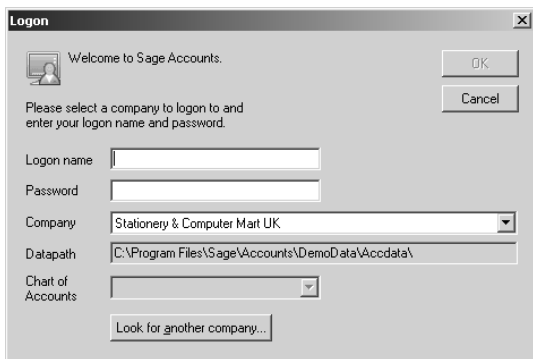 Logon
Welcome to Sage Accounts.
OK
Please select a company to logon to and
enter your logon name and password.
Cancel
Logon name
Password
Company Stationery & Computer Mart UK
Datapath C:\Program Files\Sage\Accounts\DemoData\Accdata\
Chart of
Accounts
Look for another company...